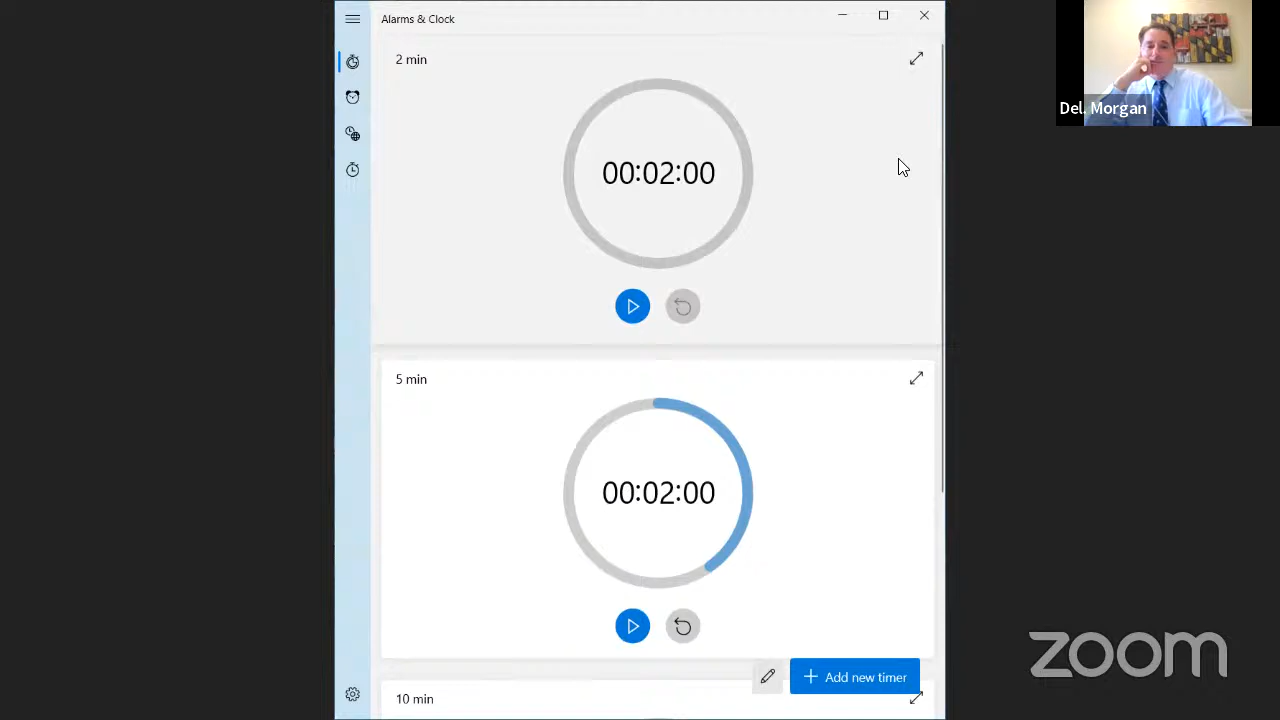 Alarms & Clock
2 min
00:02:00
5 min
00:02:00
Add new timer
10 min
Del. Morgan
zoom